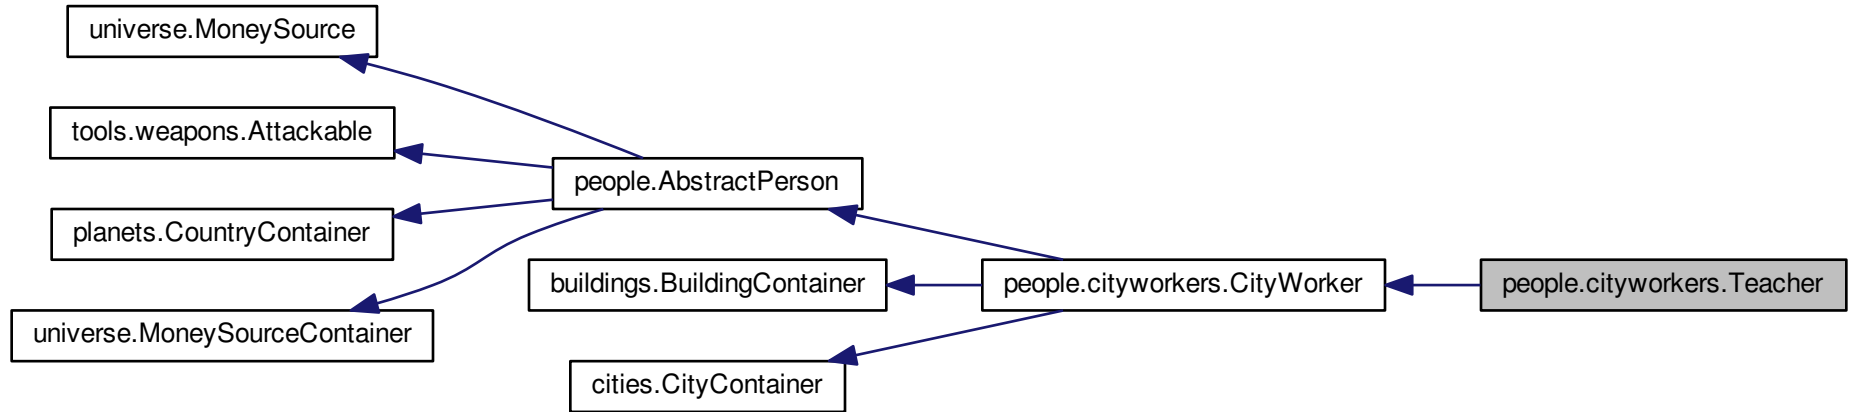 universe.MoneySource
tools.weapons.Attackable
people.AbstractPerson
planets.CountryContainer
buildings.BuildingContainer
people.cityworkers.CityWorker
people.cityworkers.Teacher
universe.MoneySourceContainer
cities.CityContainer